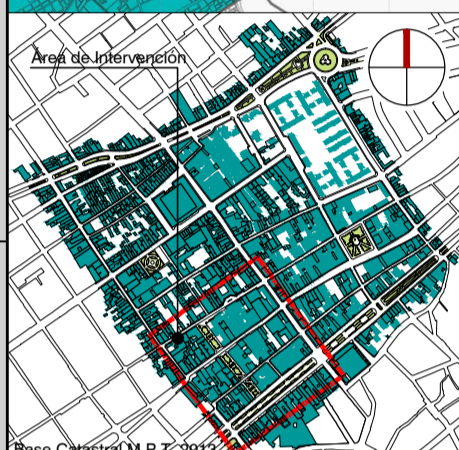 Área de Intervención
Base Catastral M.P.T. 2013